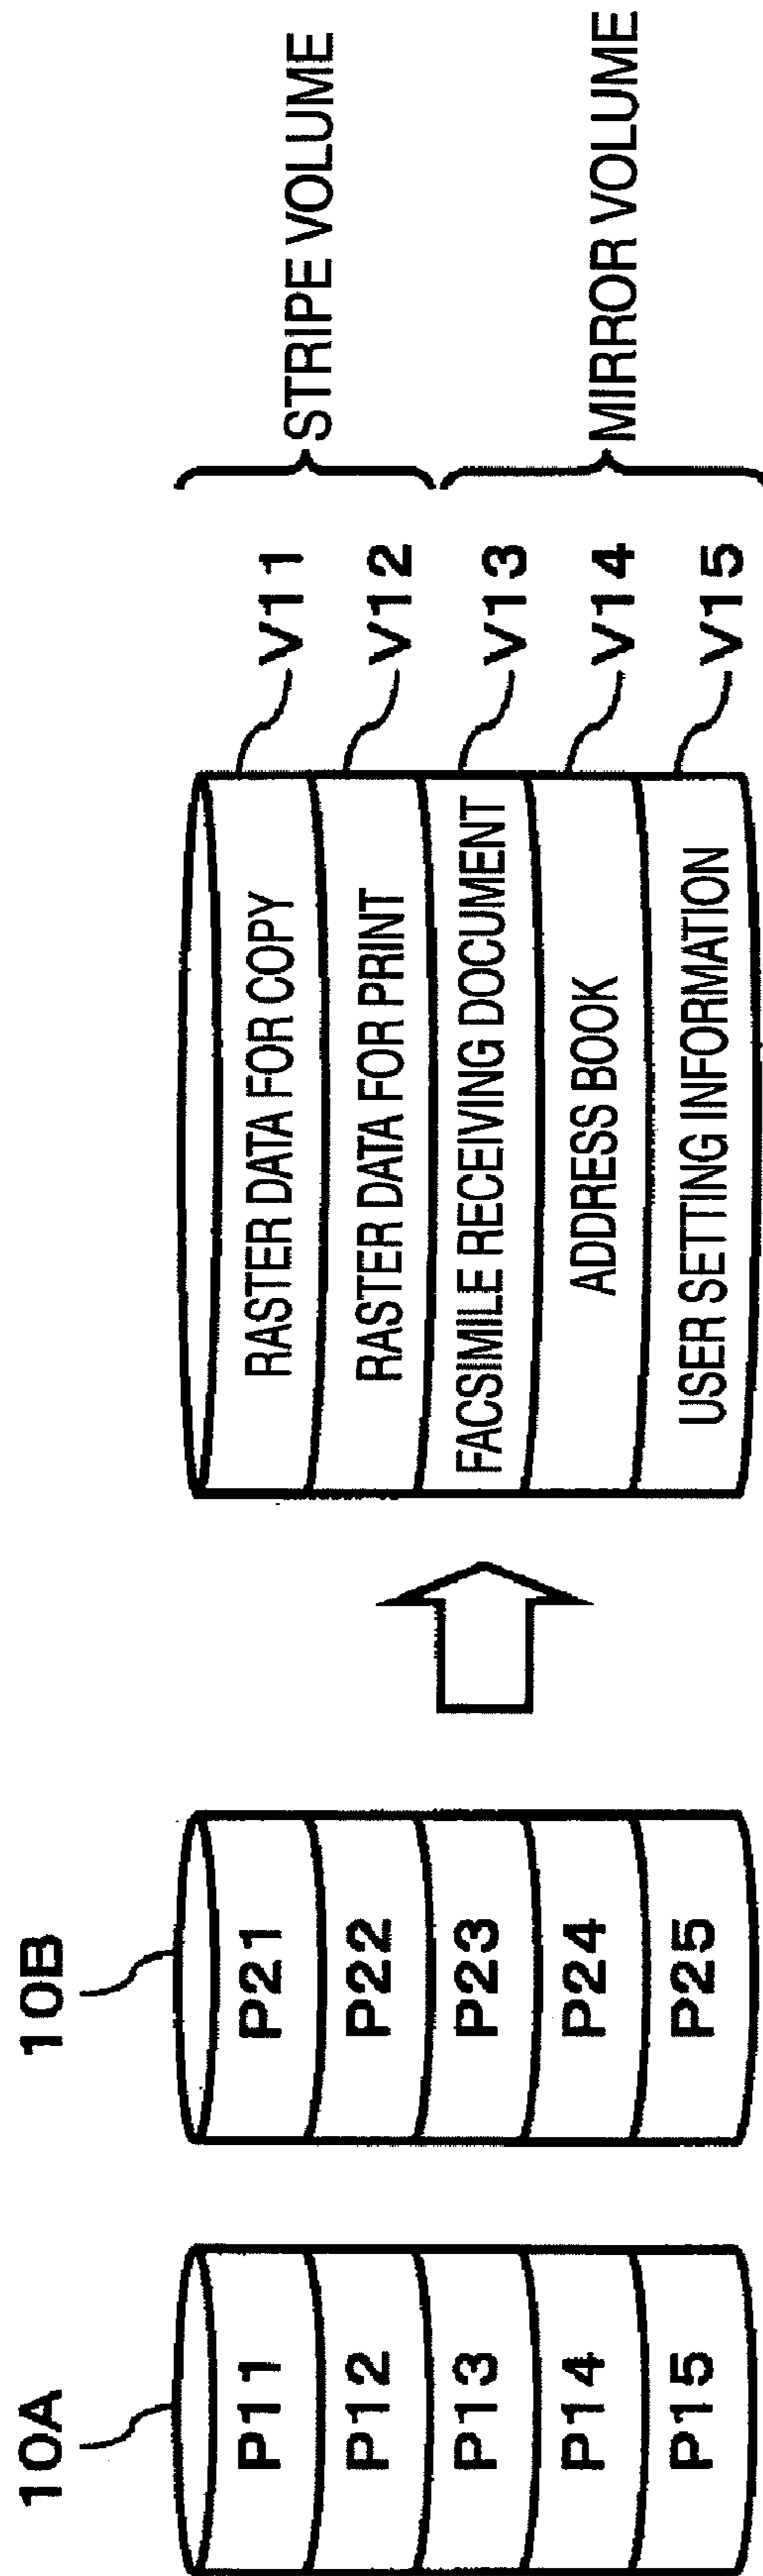 10A
P11
P12
P13
P14
P15
10B
P21
P22
P23
P24
P25
RASTER DATA FOR COPY
RASTER DATA FOR PRINT
FACSIMILE RECEIVING DOCUMENT
ADDRESS BOOK
USER SETTING INFORMATION
V11
V12
V13
V14
V15
STRIPE VOLUME
MIRROR VOLUME